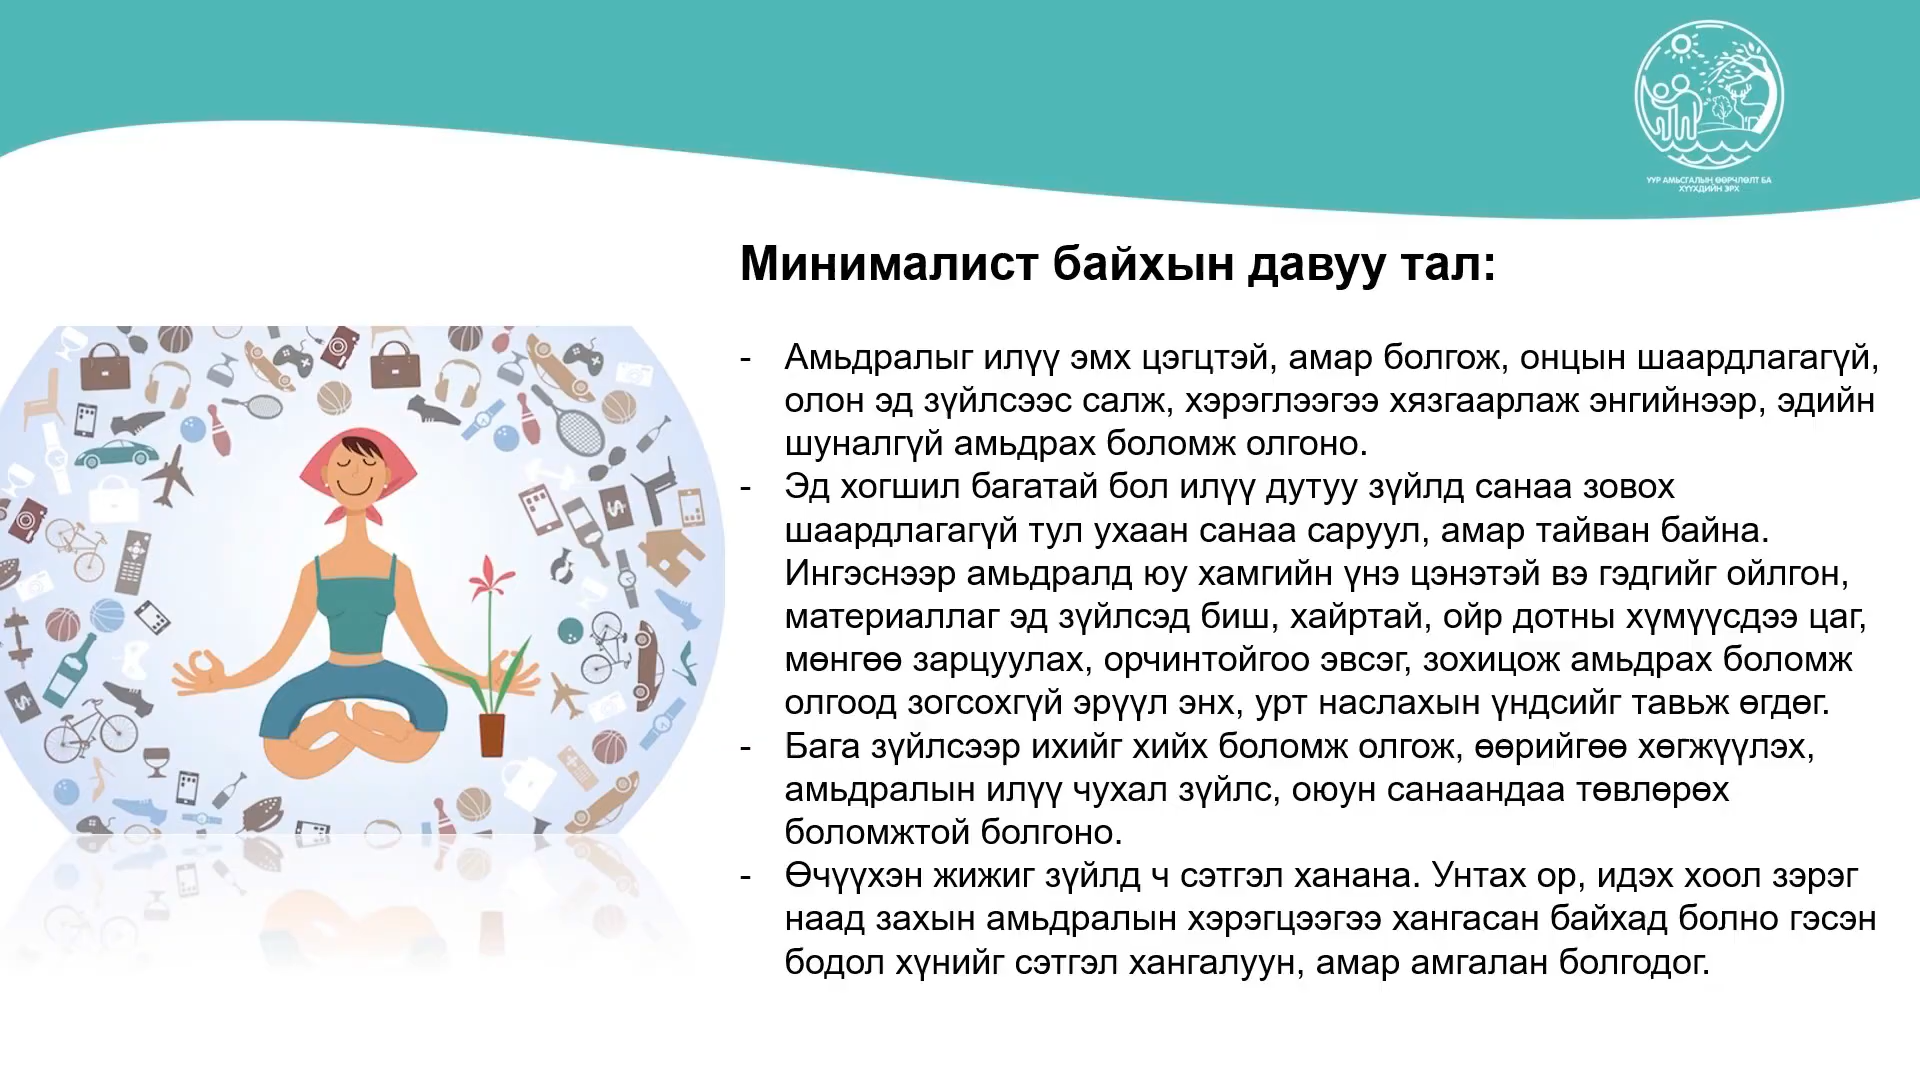 УУР АМЬСГАЛЫН ӨӨРЧЛӨЛТ БА
ХҮҮХДИЙН ЭРХ
Минималист байхын давуу тал:
- Амьдралыг илүү эмх цэгцтэй, амар болгож, онцын шаардлагагүй,
олон эд зүйлсээс салж, хэрэглээгээ хязгаарлаж энгийнээр, эдийн
шуналгүй амьдрах боломж олгоно.
- Эд хогшил багатай бол илүү дутуу зүйлд санаа зовох
шаардлагагүй тул ухаан санаа саруул, амар тайван байна.
Ингэснээр амьдралд юу хамгийн үнэ цэнэтэй вэ гэдгийг ойлгон,
материаллаг эд зүйлсэд биш, хайртай, ойр дотны хүмүүсдээ цаг,
мөнгөө зарцуулах, орчинтойгоо эвсэг, зохицож амьдрах боломж
олгоод зогсохгүй эрүүл энх, урт наслахын үндсийг тавьж өгдөг.
- Бага зүйлсээр ихийг хийх боломж олгож, өөрийгөө хөгжүүлэх,
амьдралын илүү чухал зүйлс, оюун санаандаа төвлөрөх
боломжтой болгоно.
- Өчүүхэн жижиг зүйлд ч сэтгэл ханана. Унтах ор, идэх хоол зэрэг
наад захын амьдралын хэрэгцээгээ хангасан байхад болно гэсэн
бодол хүнийг сэтгэл хангалуун, амар амгалан болгодог.